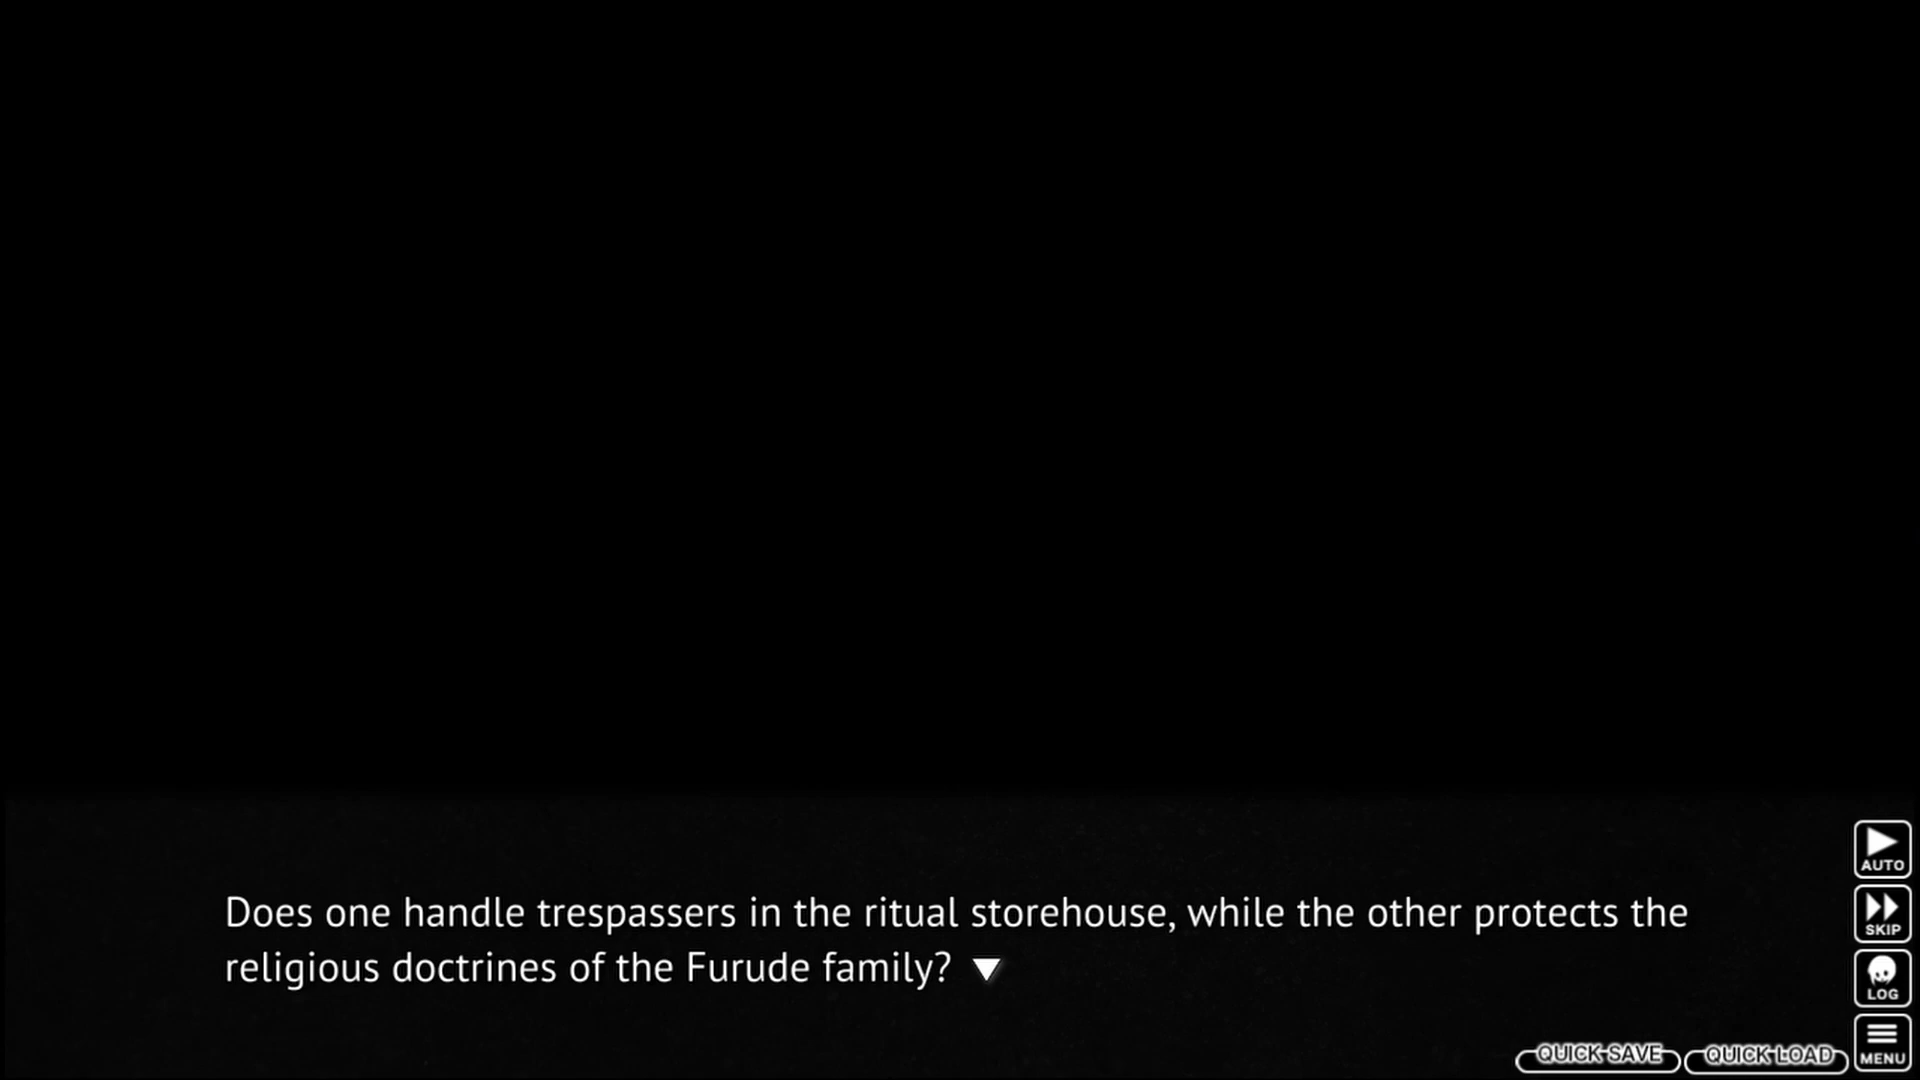 Does one handle trespassers in the ritual storehouse, while the other protects the
religious doctrines of the Furude family?
AUTO
SKIP
LOG
MENU
QUICK SAVE QUICK LOAD